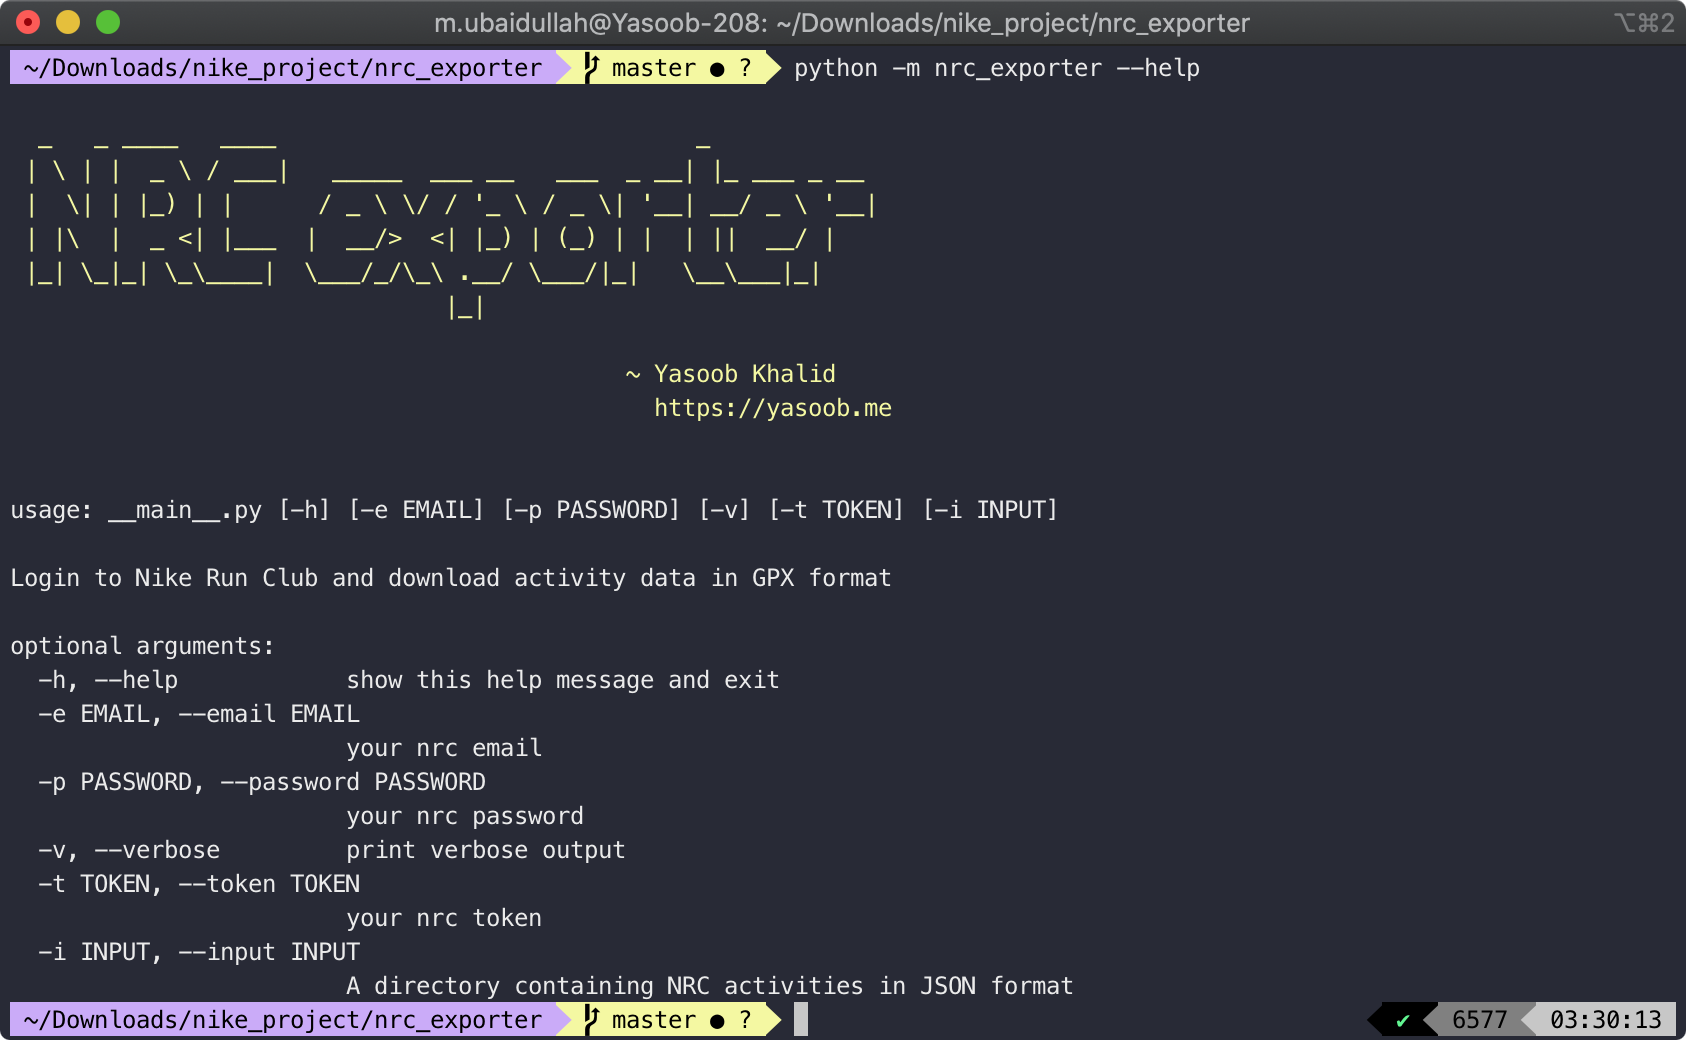 m.ubaidullah@Yasoob-208: ~/Downloads/nike_project/nrc_exporter ⌥⌘2
~/Downloads/nike_project/nrc_exporter master ● ? python -m nrc_exporter --help
  _   _ ____   ____                              _
 | \ | |  _ \ / ___|   _____  ___ __   ___  _ __| |_ ___ _ __
 |  \| | |_) | |      / _ \ \/ / '_ \ / _ \| '__| __/ _ \ '__|
 | |\  |  _ <| |___  |  __/>  <| |_) | (_) | |  | ||  __/ |
 |_| \_|_| \_\____|  \___/_/\_\ .__/ \___/|_|   \__\___|_|
                               |_|
~ Yasoob Khalid
https://yasoob.me
usage: __main__.py [-h] [-e EMAIL] [-p PASSWORD] [-v] [-t TOKEN] [-i INPUT]
Login to Nike Run Club and download activity data in GPX format
optional arguments:
  -h, --help            show this help message and exit
  -e EMAIL, --email EMAIL
                        your nrc email
  -p PASSWORD, --password PASSWORD
                        your nrc password
  -v, --verbose         print verbose output
  -t TOKEN, --token TOKEN
                        your nrc token
  -i INPUT, --input INPUT
                        A directory containing NRC activities in JSON format
~/Downloads/nike_project/nrc_exporter master ● ? ✔ 6577 03:30:13